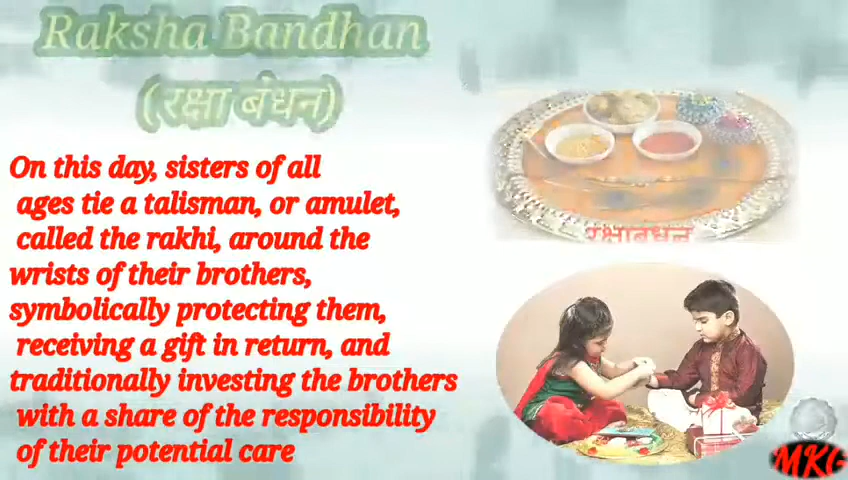 Raksha Bandhan
(रक्षा बंधन)
On this day, sisters of all
ages tie a talisman, or amulet,
called the rakhi, around the
wrists of their brothers,
symbolically protecting them,
receiving a gift in return, and
traditionally investing the brothers
with a share of the responsibility
of their potential care
रक्षाबंधन
MKG